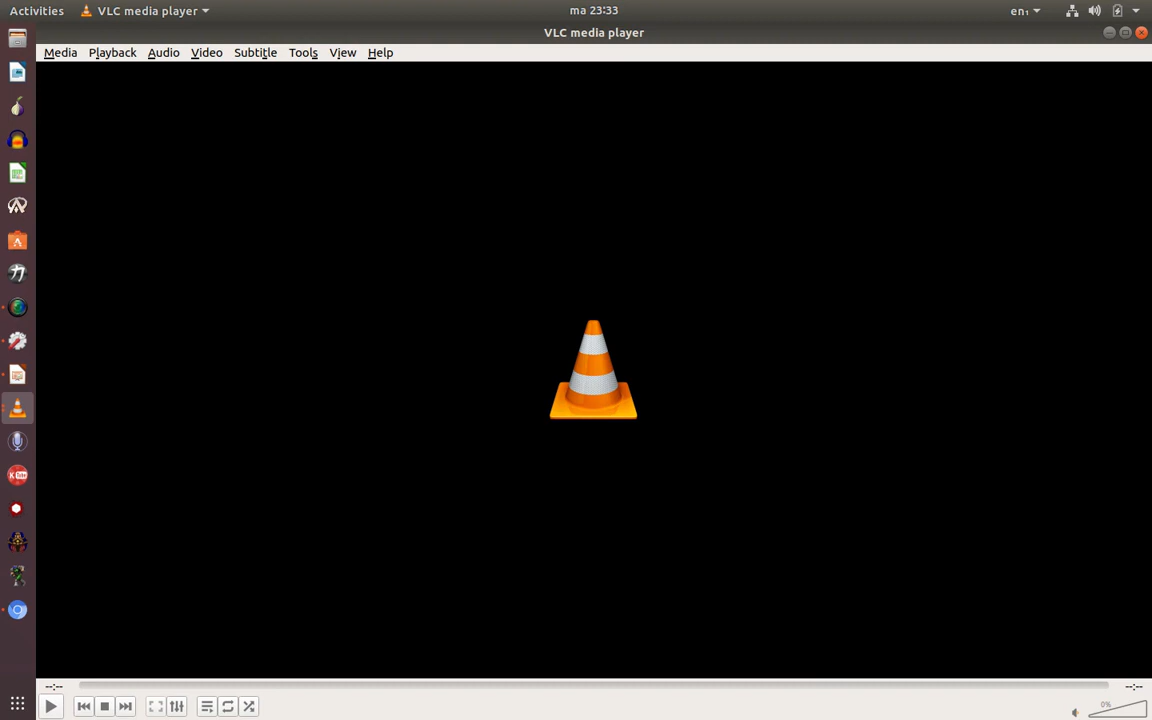 Activities VLC media player ma 23:33 en₁
VLC media player
Media Playback Audio Video Subtitle Tools View Help
--:-- --:--
0%